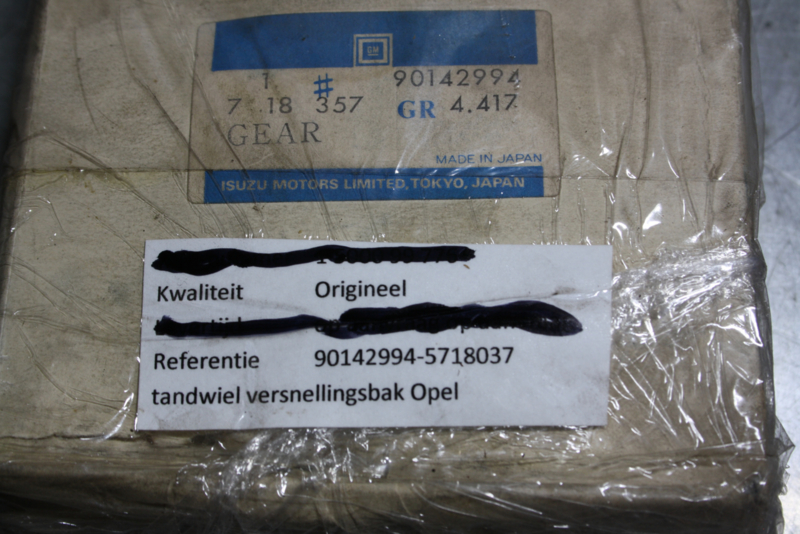 GM
1 # 90142994
7 18 357 GR 4.417
GEAR
MADE IN JAPAN
ISUZU MOTORS LIMITED, TOKYO, JAPAN
Kwaliteit Origineel
Referentie 90142994-5718037
tandwiel versnellingsbak Opel